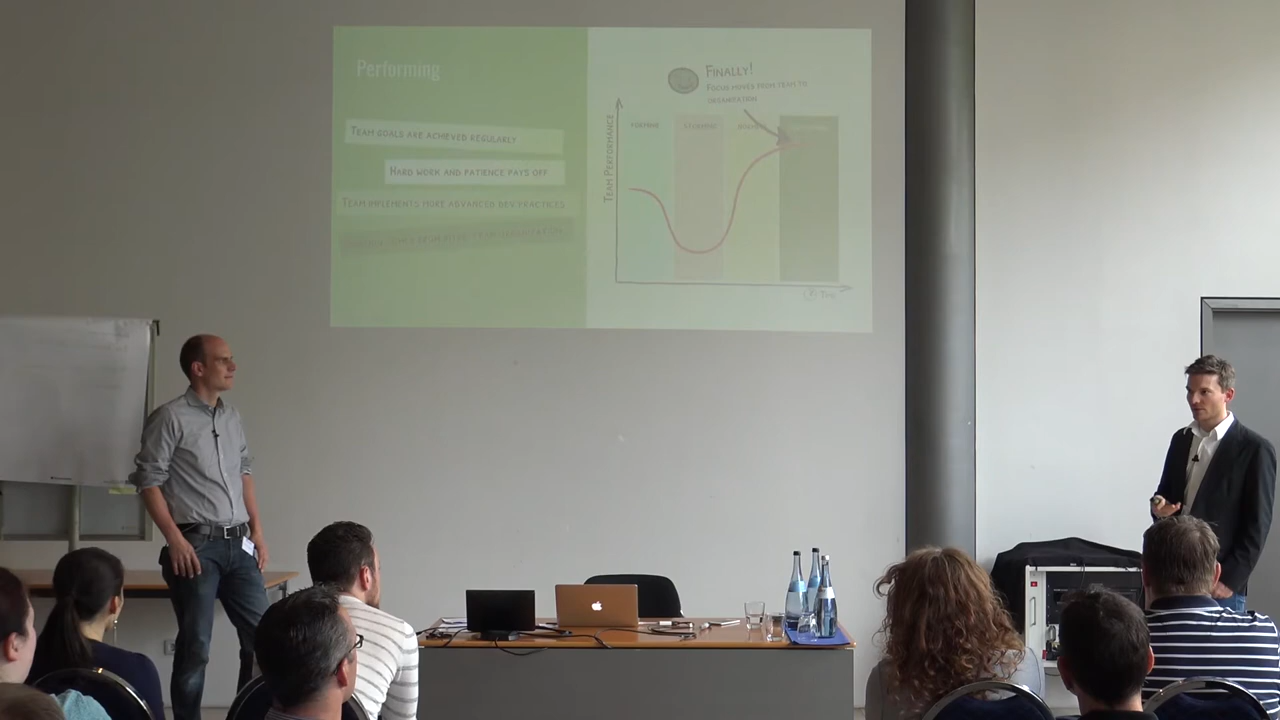 Performing
TEAM GOALS ARE ACHIEVED REGULARLY
HARD WORK AND PATIENCE PAYS OFF
TEAM IMPLEMENTS MORE ADVANCED DEV PRACTICES
FINALLY!
FOCUS MOVES FROM TEAM TO
ORGANIZATION
FORMING
STORMING
TEAM PERFORMANCE
TIME